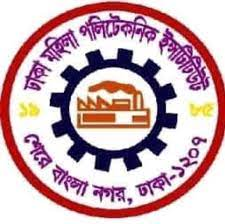 ঢাকা মহিলা পলিটেকনিক ইন্সটিটিউট
১৯ ৮৫
শেরে বাংলা নগর, ঢাকা-১২০৭